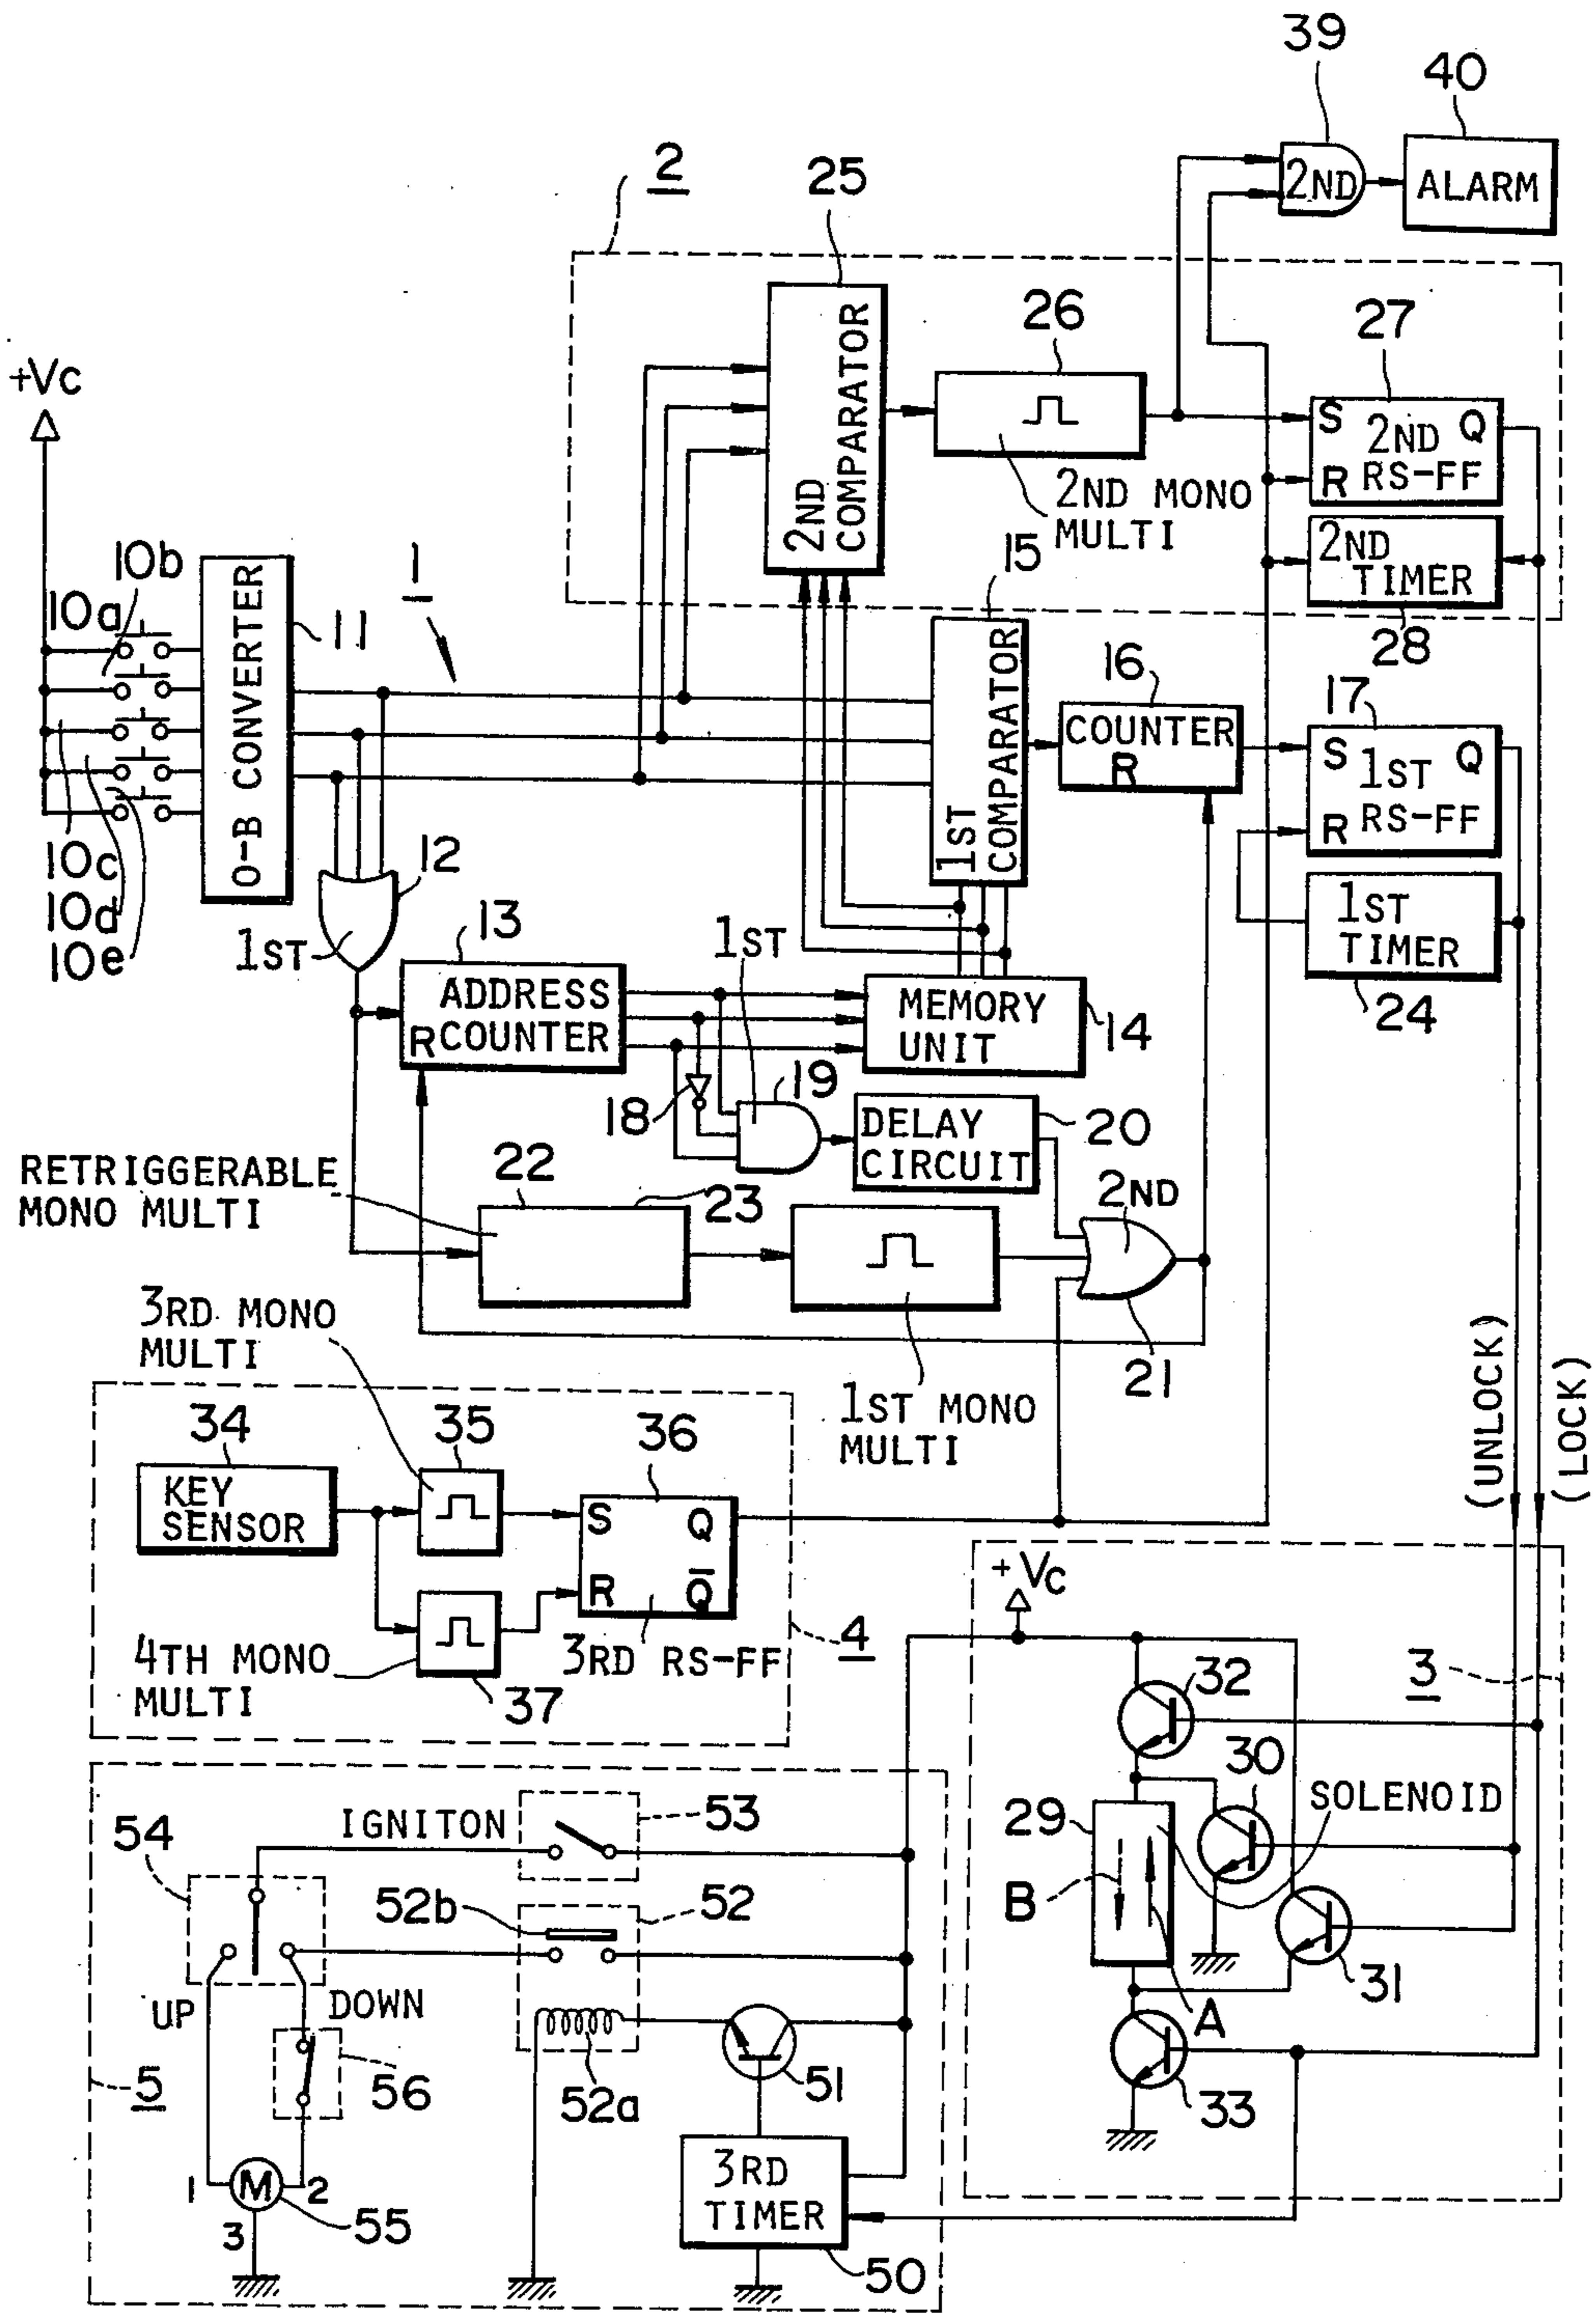 39
40
2ND
ALARM
2
25
2ND
COMPARATOR
26
2ND MONO
MULTI
27
S
2ND
Q
R
RS-FF
2ND
TIMER
28
+Vc
10b
10a
10c
10d
10e
O-B CONVERTER
11
1
15
1ST
COMPARATOR
16
COUNTER
R
17
S
1ST
Q
R
RS-FF
1ST
TIMER
24
12
1ST
13
ADDRESS
R COUNTER
1ST
MEMORY
UNIT
14
18
19
DELAY
CIRCUIT
20
RETRIGGERABLE
MONO MULTI
22
23
2ND
21
1ST MONO
MULTI
3RD MONO
MULTI
34
KEY
SENSOR
35
36
S Q
R Q̅
3RD RS-FF
4
4TH MONO
MULTI
37
(UNLOCK)
(LOCK)
+Vc
3
32
30
SOLENOID
29
B
A
31
33
54
IGNITON
53
52b
52
UP
DOWN
56
52a
51
5
1
M
2
3
55
3RD
TIMER
50